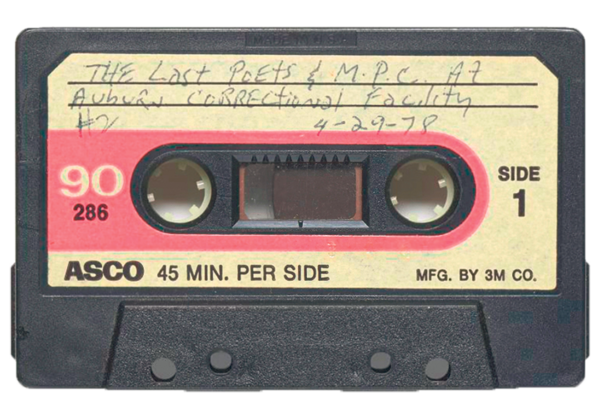 THE Last PoETs & M.P.C. AT
Auburn CORRECTIONAl Facility
#2 4-29-78
90
286
SIDE
1
ASCO 45 MIN. PER SIDE MFG. BY 3M CO.